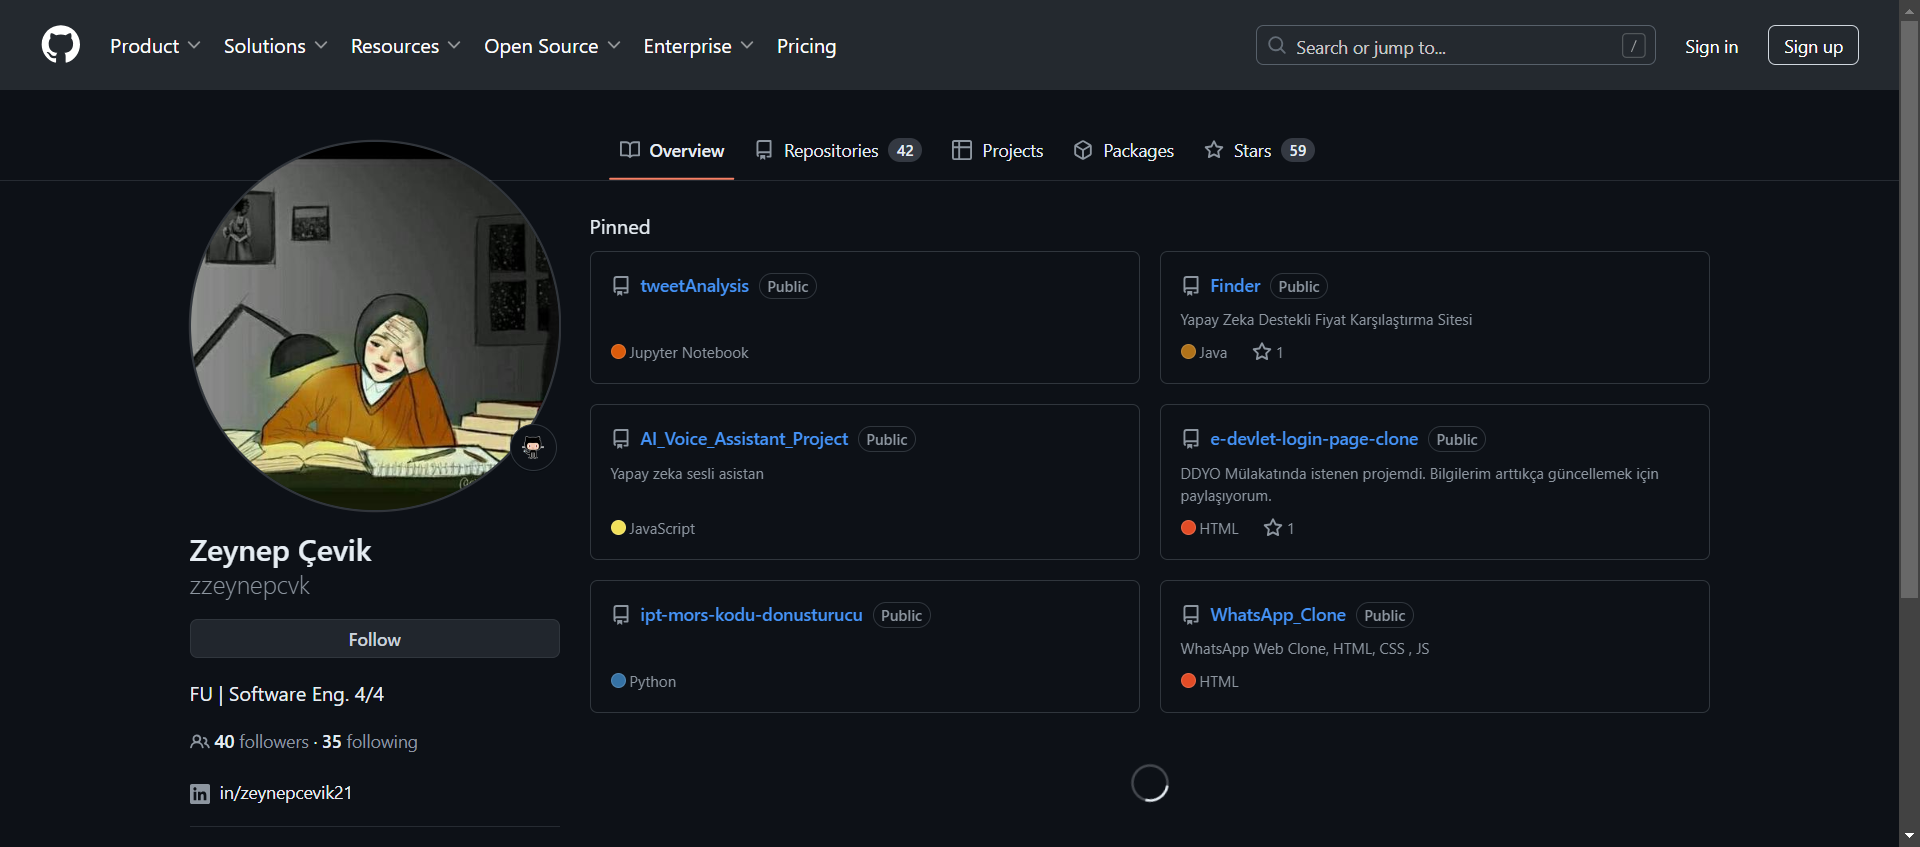 Product Solutions Resources Open Source Enterprise Pricing
Search or jump to... /
Sign in
Sign up
Overview
Repositories 42
Projects
Packages
Stars 59
Zeynep Çevik
zzeynepcvk
Follow
FU | Software Eng. 4/4
40 followers · 35 following
in/zeynepcevik21
Pinned
tweetAnalysis Public
Jupyter Notebook
Finder Public
Yapay Zeka Destekli Fiyat Karşılaştırma Sitesi
Java 1
AI_Voice_Assistant_Project Public
Yapay zeka sesli asistan
JavaScript
e-devlet-login-page-clone Public
DDYO Mülakatında istenen projemdi. Bilgilerim arttıkça güncellemek için
paylaşıyorum.
HTML 1
ipt-mors-kodu-donusturucu Public
Python
WhatsApp_Clone Public
WhatsApp Web Clone, HTML, CSS , JS
HTML